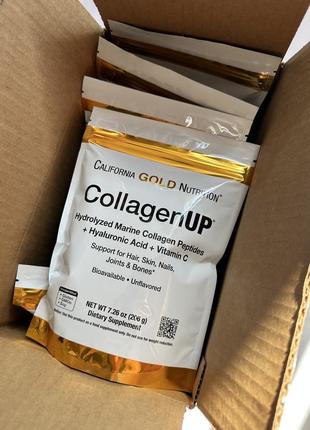 CALIFORNIA GOLD NUTRITION™
CollagenUP®
Hydrolyzed Marine Collagen Peptides
+ Hyaluronic Acid + Vitamin C
Support for Hair, Skin, Nails,
Joints & Bones*
Bioavailable • Unflavored
NET WT 7.26 oz (206 g)
Dietary Supplement